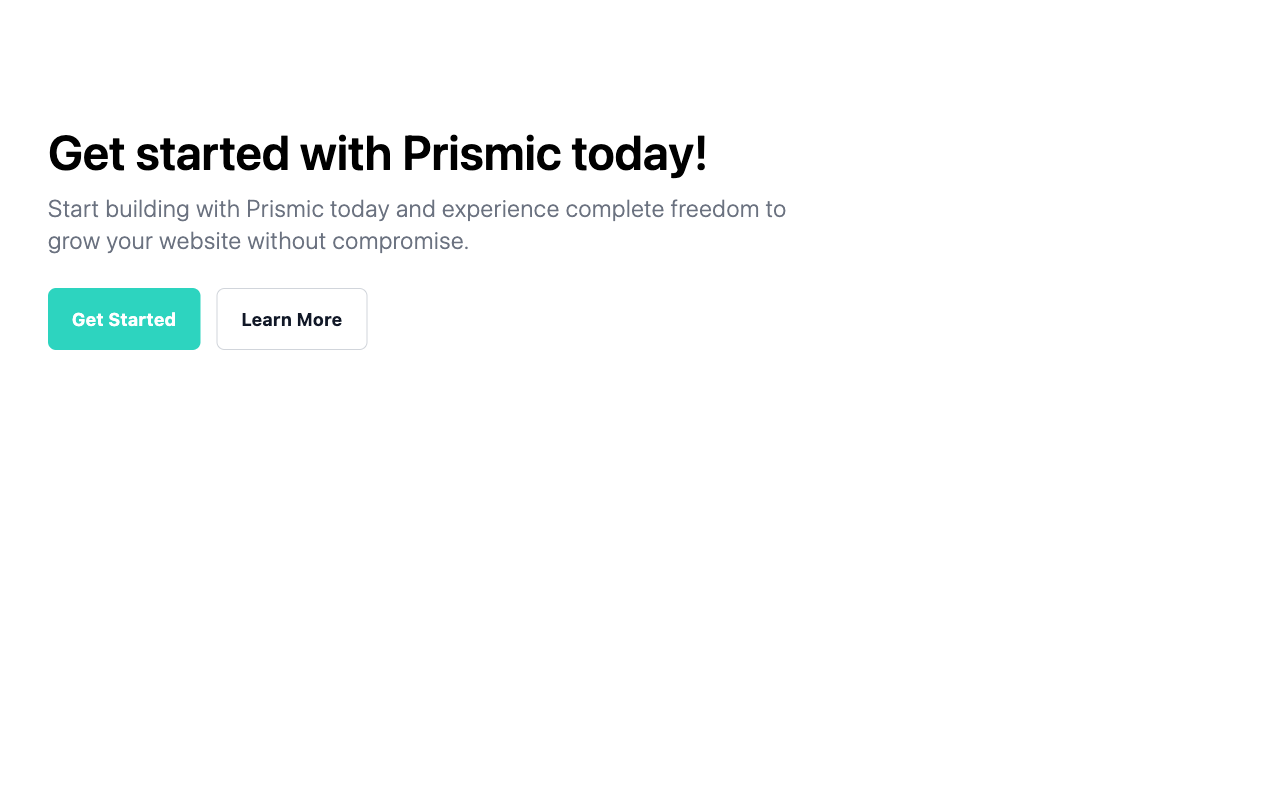 Get started with Prismic today!
Start building with Prismic today and experience complete freedom to
grow your website without compromise.
Get Started
Learn More